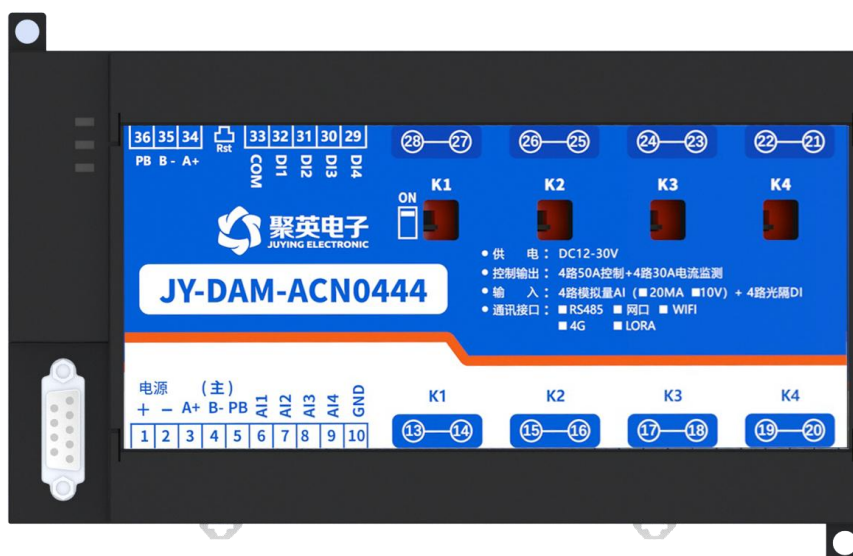 36 35 34 Rst 33 32 31 30 29 28 27 26 25 24 23 22 21
PB B- A+ COM DI1 DI2 DI3 DI4
K1 K2 K3 K4
ON
聚英电子
JUYING ELECTRONIC
JY-DAM-ACN0444
• 供 电： DC12-30V
• 控制输出： 4路50A控制+4路30A电流监测
• 输 入： 4路模拟量AI（■20MA ■10V）+ 4路光隔DI
• 通讯接口： ■RS485 ■网口 ■WIFI
■4G ■LORA
电源 (主)
+ - A+ B- PB AI1 AI2 AI3 AI4 GND
K1 K2 K3 K4
1 2 3 4 5 6 7 8 9 10 13 14 15 16 17 18 19 20